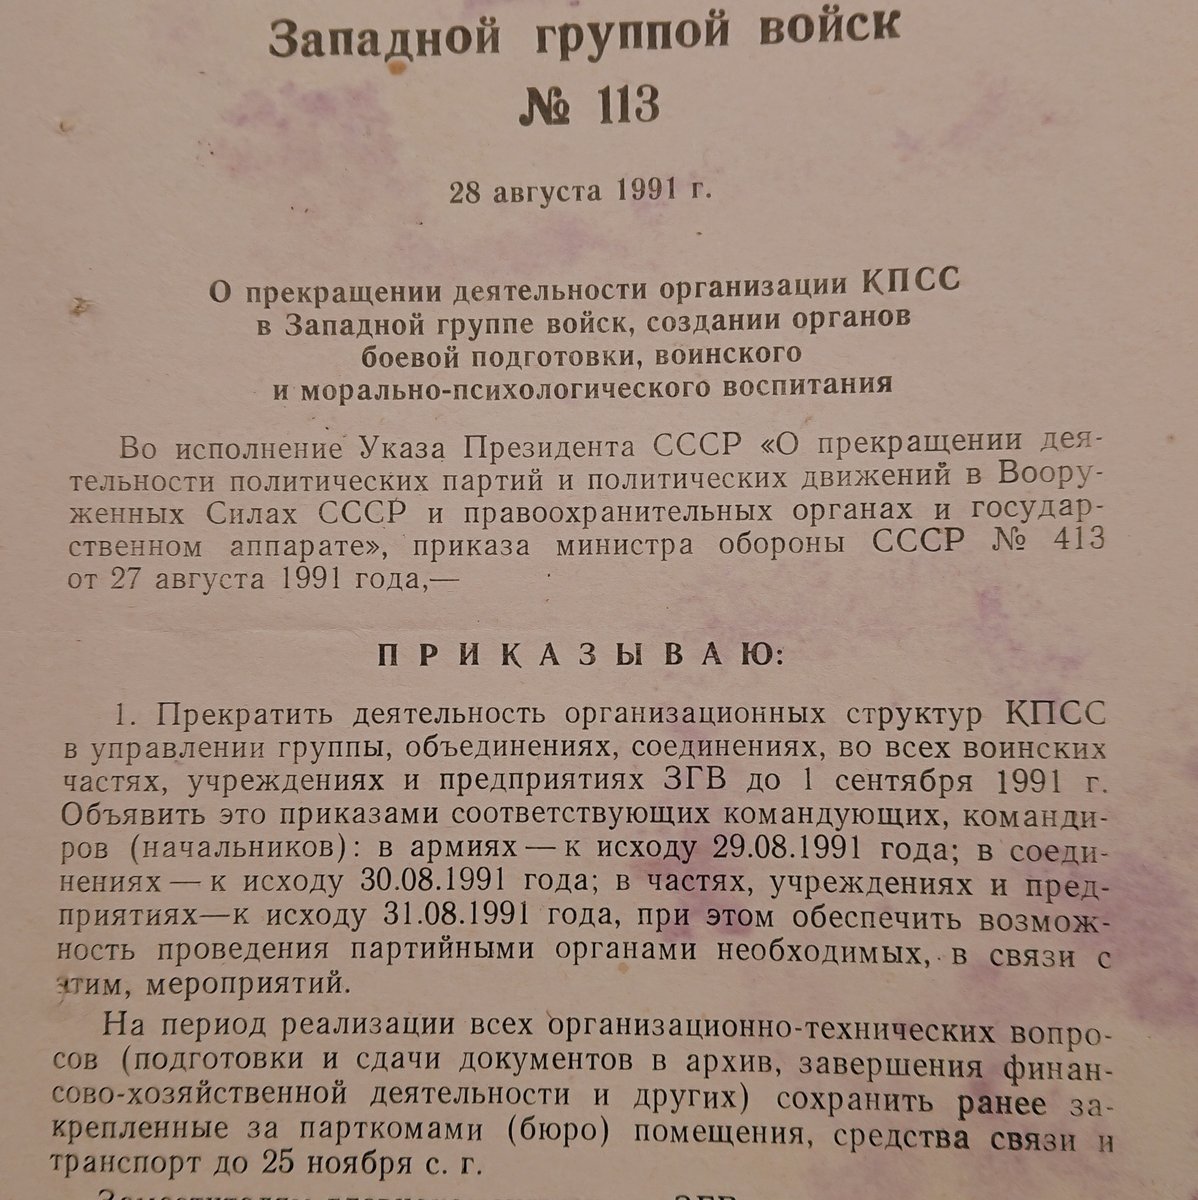 Западной группой войск
№ 113
28 августа 1991 г.
О прекращении деятельности организации КПСС
в Западной группе войск, создании органов
боевой подготовки, воинского
и морально-психологического воспитания
Во исполнение Указа Президента СССР «О прекращении дея-
тельности политических партий и политических движений в Воору-
женных Силах СССР и правоохранительных органах и государ-
ственном аппарате», приказа министра обороны СССР № 413
от 27 августа 1991 года,—
ПРИКАЗЫВАЮ:
1. Прекратить деятельность организационных структур КПСС
в управлении группы, объединениях, соединениях, во всех воинских
частях, учреждениях и предприятиях ЗГВ до 1 сентября 1991 г.
Объявить это приказами соответствующих командующих, команди-
ров (начальников): в армиях — к исходу 29.08.1991 года; в соеди-
нениях — к исходу 30.08.1991 года; в частях, учреждениях и пред-
приятиях—к исходу 31.08.1991 года, при этом обеспечить возмож-
ность проведения партийными органами необходимых, в связи с
этим, мероприятий.
На период реализации всех организационно-технических вопро-
сов (подготовки и сдачи документов в архив, завершения финан-
сово-хозяйственной деятельности и других) сохранить ранее за-
крепленные за парткомами (бюро) помещения, средства связи и
транспорт до 25 ноября с. г.